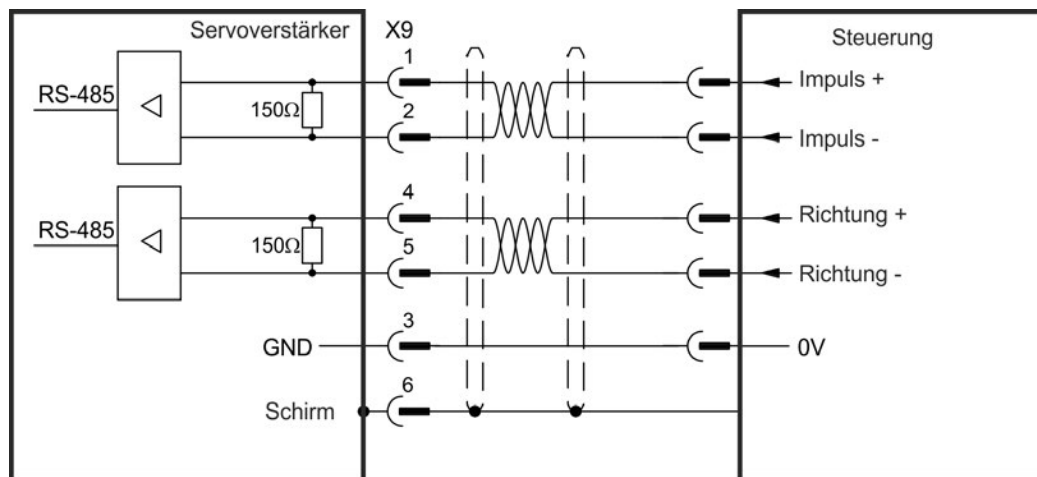 Servoverstärker X9 Steuerung
1
RS-485 150Ω Impuls +
2
Impuls -
4
RS-485 150Ω Richtung +
5
Richtung -
3
GND 0V
6
Schirm